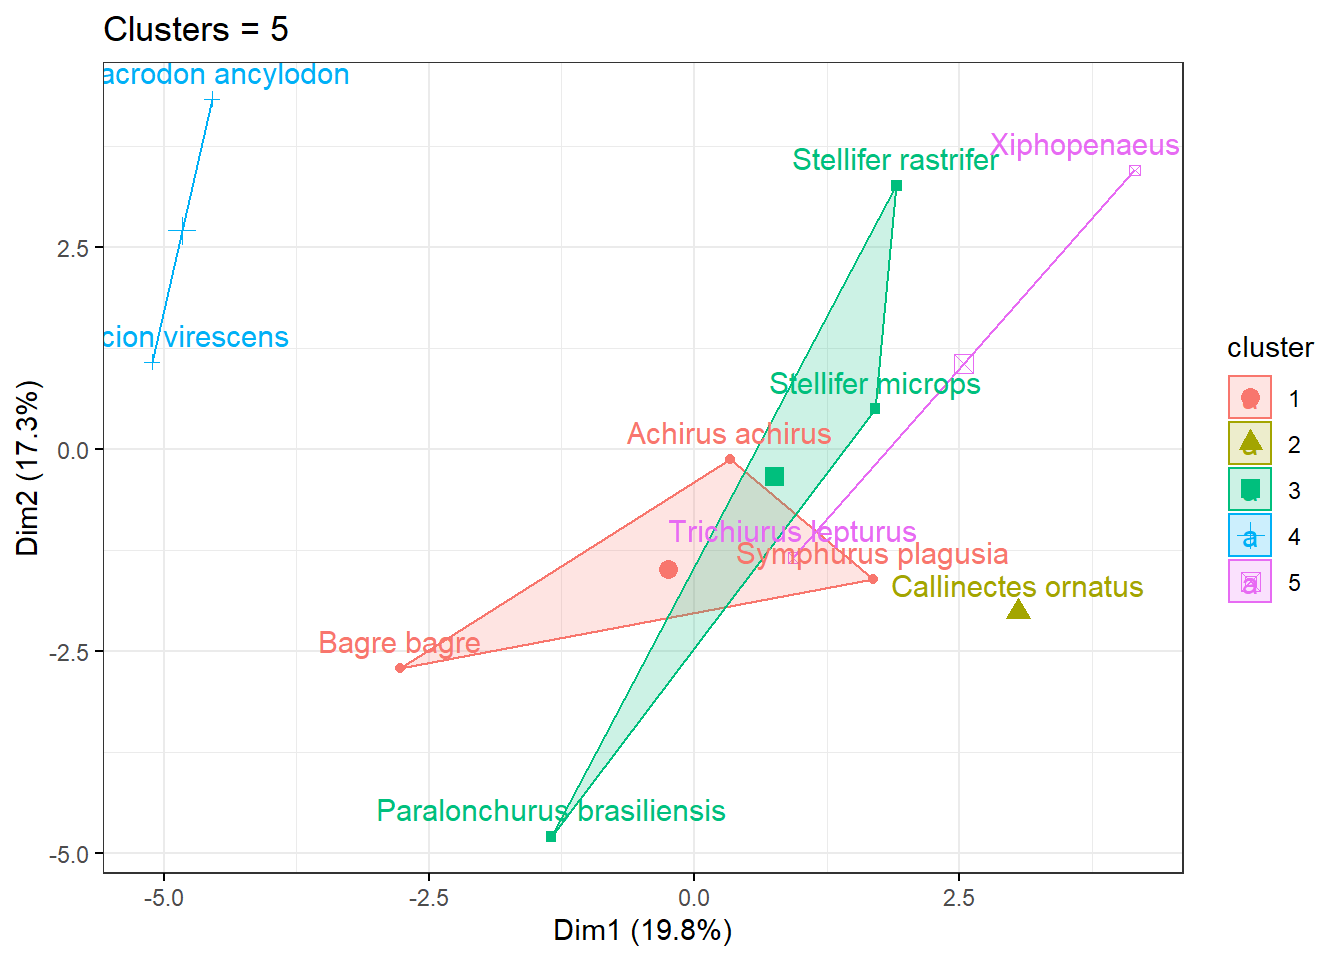 Clusters = 5
acrodon ancylodon
Xiphopenaeus
Stellifer rastrifer
2.5
cion virescens
cluster
Stellifer microps
1
Achirus achirus
2
0.0
3
Trichiurus lepturus
4
Symphurus plagusia
5
Callinectes ornatus
Bagre bagre
-2.5
Paralonchurus brasiliensis
-5.0
-5.0 -2.5 0.0 2.5
Dim1 (19.8%)
Dim2 (17.3%)
a
a
a
a
a